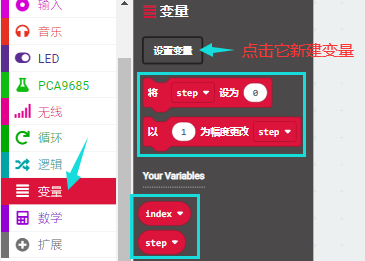 输入
音乐
LED
PCA9685
无线
循环
逻辑
变量
数学
扩展
变量
设置变量
点击它新建变量
将 step 设为 0
以 1 为幅度更改 step
Your Variables
index
step